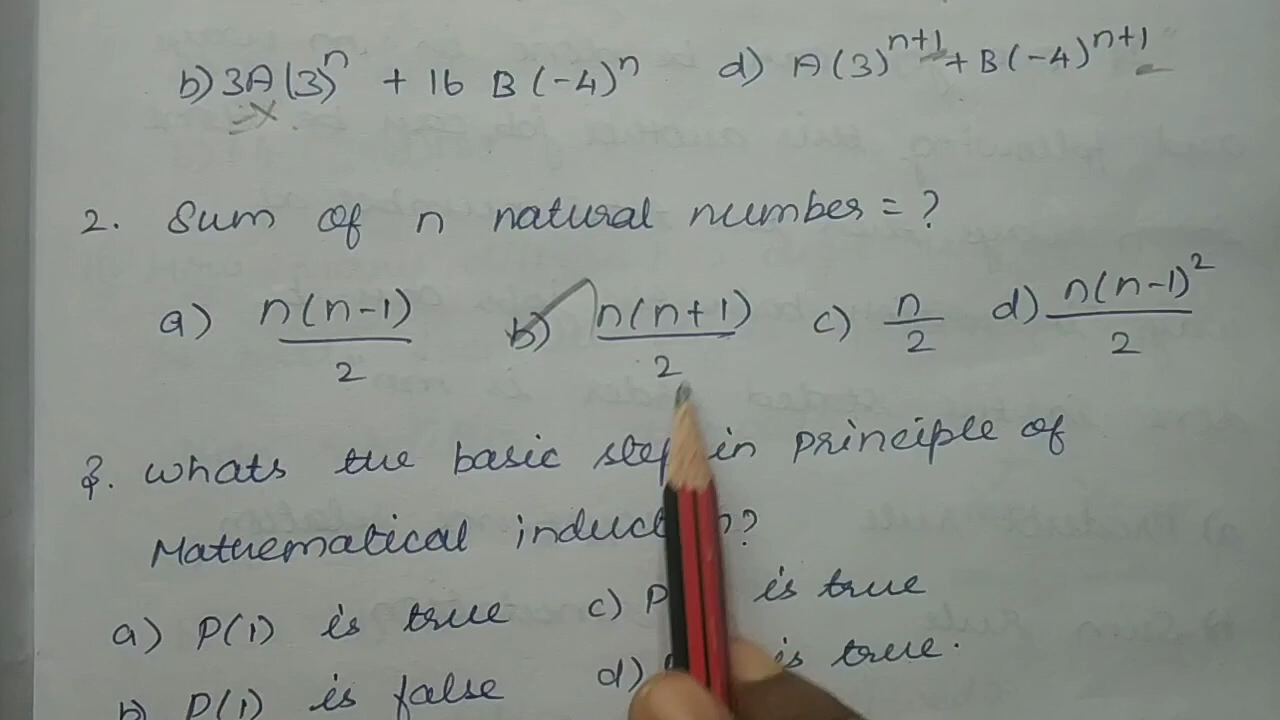 b) 3A(3)^n + 16 B(-4)^n d) A(3)^{n+1} + B(-4)^{n+1}
2. Sum of n natural number = ?
a) n(n-1)/2 b) n(n+1)/2 c) n/2 d) n(n-1)^2/2
3. whats the basic step in principle of
Mathematical induct ?
a) P(1) is true c) P is true
b) P(1) is false d) is true.